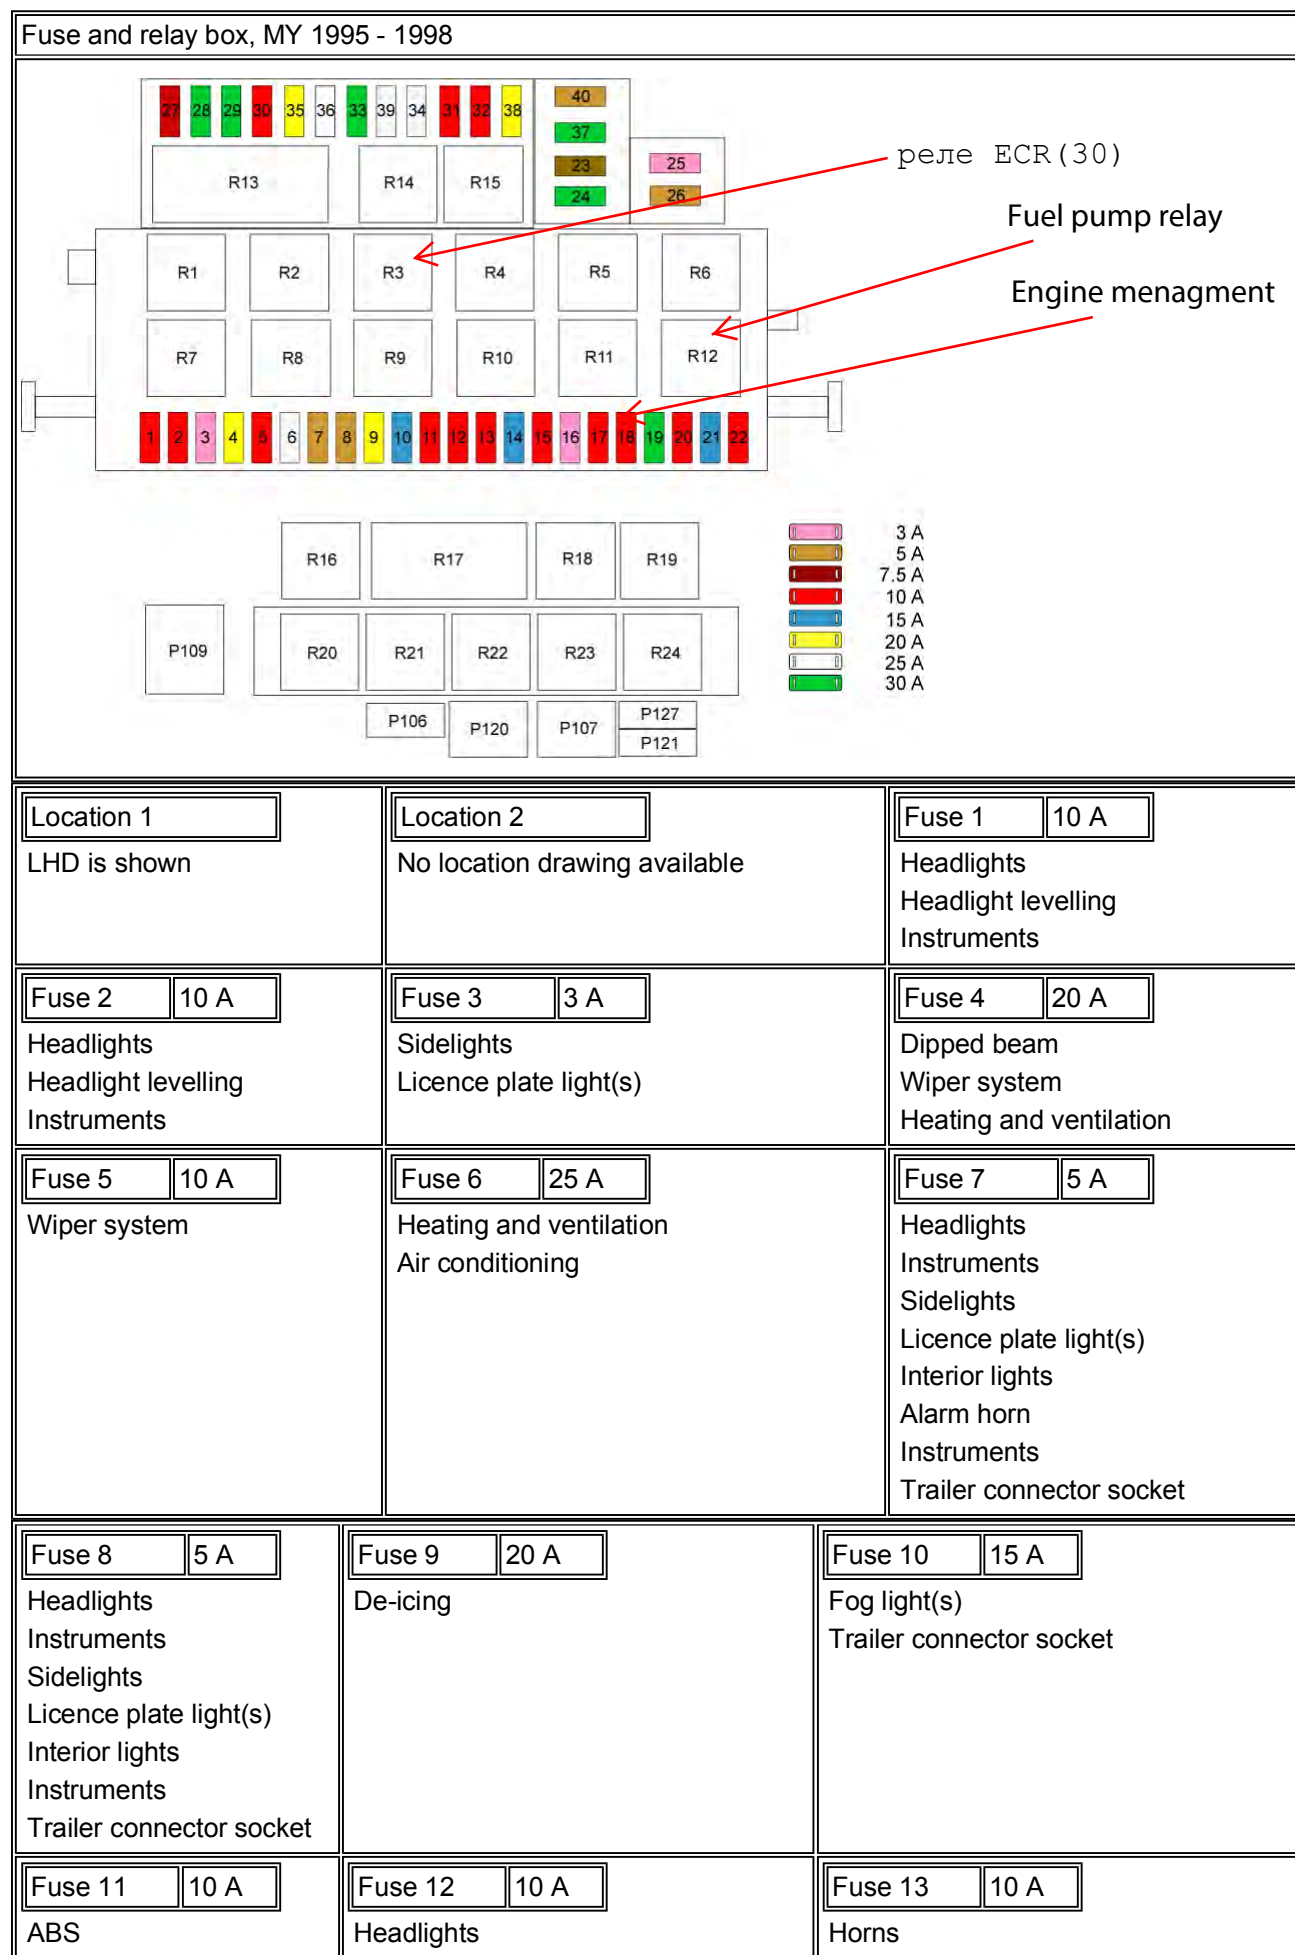 Fuse and relay box, MY 1995 - 1998
27 28 29 30 35 36 33 39 34 31 32 38
40
37
23
24
25
26
R13 R14 R15
реле ECR(30)
Fuel pump relay
Engine menagment
R1 R2 R3 R4 R5 R6
R7 R8 R9 R10 R11 R12
1 2 3 4 5 6 7 8 9 10 11 12 13 14 15 16 17 18 19 20 21 22
R16 R17 R18 R19
P109 R20 R21 R22 R23 R24
P106 P120 P107 P127
P121
3 A
5 A
7.5 A
10 A
15 A
20 A
25 A
30 A
Location 1
LHD is shown
Location 2
No location drawing available
Fuse 1 10 A
Headlights
Headlight levelling
Instruments
Fuse 2 10 A
Headlights
Headlight levelling
Instruments
Fuse 3 3 A
Sidelights
Licence plate light(s)
Fuse 4 20 A
Dipped beam
Wiper system
Heating and ventilation
Fuse 5 10 A
Wiper system
Fuse 6 25 A
Heating and ventilation
Air conditioning
Fuse 7 5 A
Headlights
Instruments
Sidelights
Licence plate light(s)
Interior lights
Alarm horn
Instruments
Trailer connector socket
Fuse 8 5 A
Headlights
Instruments
Sidelights
Licence plate light(s)
Interior lights
Instruments
Trailer connector socket
Fuse 9 20 A
De-icing
Fuse 10 15 A
Fog light(s)
Trailer connector socket
Fuse 11 10 A
ABS
Fuse 12 10 A
Headlights
Fuse 13 10 A
Horns